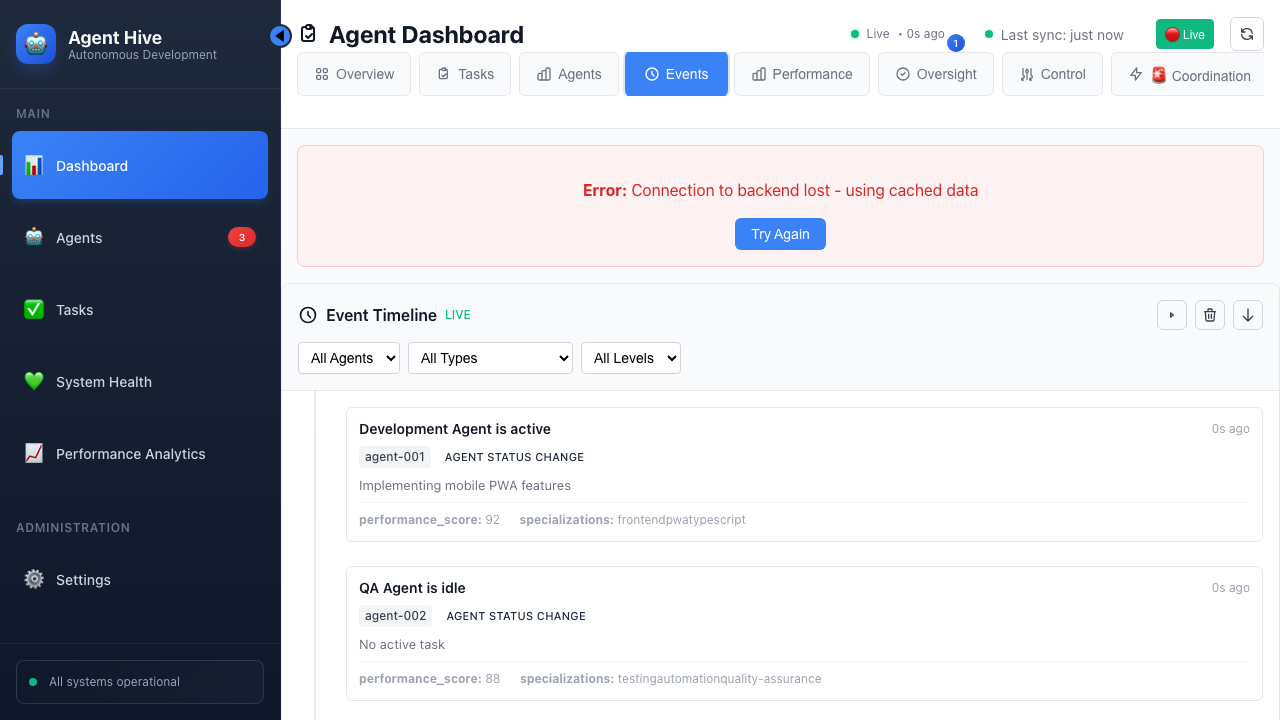 Agent Hive
Autonomous Development
MAIN
Dashboard
Agents
3
Tasks
System Health
Performance Analytics
ADMINISTRATION
Settings
All systems operational
Agent Dashboard
Live • 0s ago
1
Last sync: just now
Live
Overview
Tasks
Agents
Events
Performance
Oversight
Control
Coordination
Error: Connection to backend lost - using cached data
Try Again
Event Timeline LIVE
All Agents
All Types
All Levels
Development Agent is active
0s ago
agent-001 AGENT STATUS CHANGE
Implementing mobile PWA features
performance_score: 92 specializations: frontendpwatypescript
QA Agent is idle
0s ago
agent-002 AGENT STATUS CHANGE
No active task
performance_score: 88 specializations: testingautomationquality-assurance